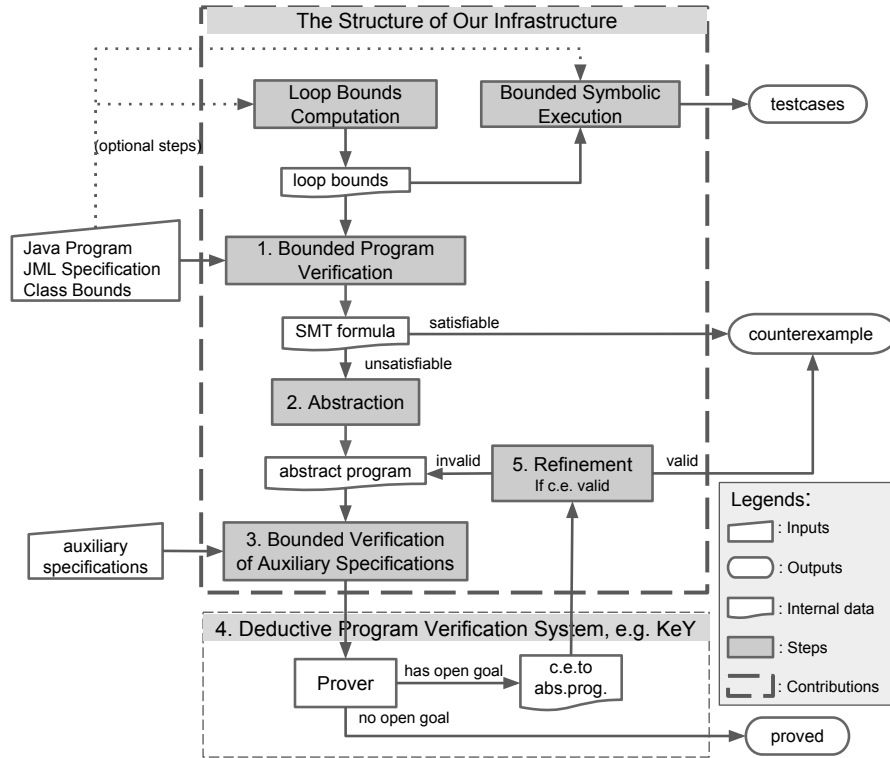 The Structure of Our Infrastructure
Loop Bounds
Computation
Bounded Symbolic
Execution
testcases
(optional steps)
loop bounds
Java Program
JML Specification
Class Bounds
1. Bounded Program
Verification
SMT formula
satisfiable
counterexample
unsatisfiable
2. Abstraction
abstract program
invalid
5. Refinement
If c.e. valid
valid
auxiliary
specifications
3. Bounded Verification
of Auxiliary Specifications
4. Deductive Program Verification System, e.g. KeY
Prover
has open goal
c.e.to
abs.prog.
no open goal
proved
Legends:
: Inputs
: Outputs
: Internal data
: Steps
: Contributions